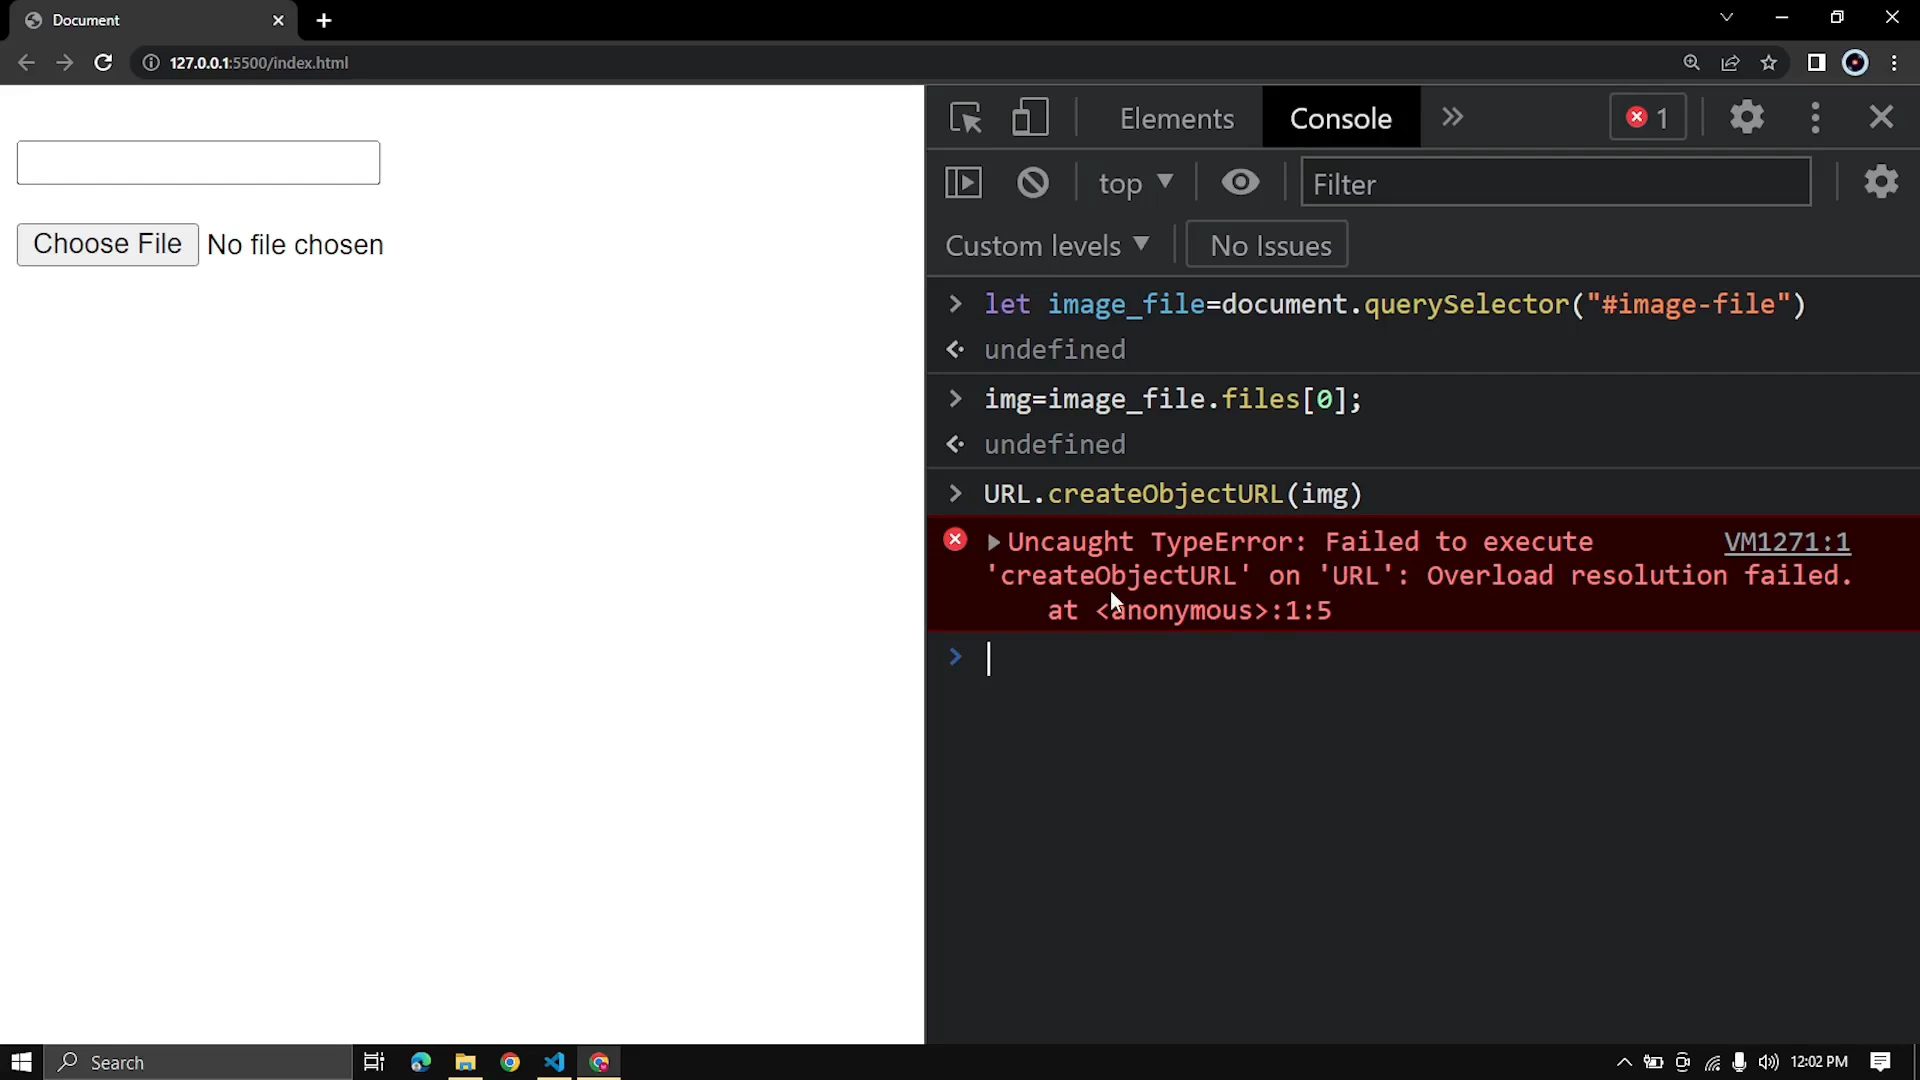 Document
127.0.0.1:5500/index.html
Choose File No file chosen
Elements Console 1
top Filter
Custom levels No Issues
let image_file=document.querySelector("#image-file")
undefined
img=image_file.files[0];
undefined
URL.createObjectURL(img)
Uncaught TypeError: Failed to execute VM1271:1
'createObjectURL' on 'URL': Overload resolution failed.
at <anonymous>:1:5
Search
12:02 PM